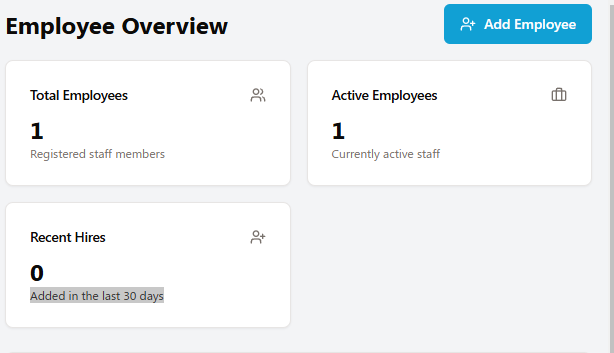 Employee Overview
Add Employee
Total Employees
1
Registered staff members
Active Employees
1
Currently active staff
Recent Hires
0
Added in the last 30 days